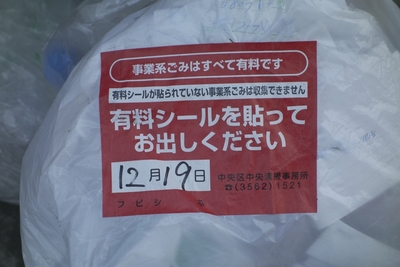 事業系ごみはすべて有料です
有料シールが貼られていない事業系ごみは収集できません
有料シールを貼って
お出しください
12月19日
中央区中央清掃事務所
☎(3562)1521